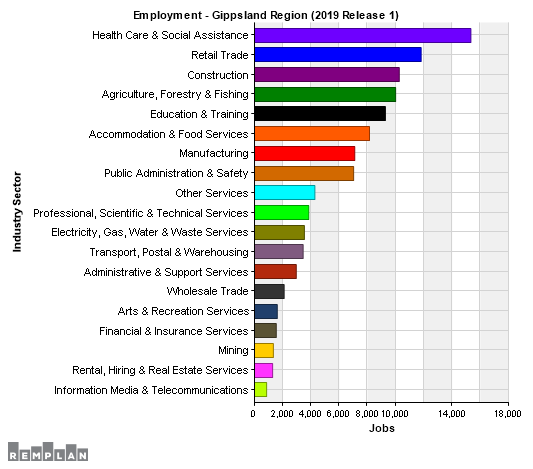 Employment - Gippsland Region (2019 Release 1)
Health Care & Social Assistance
Retail Trade
Construction
Agriculture, Forestry & Fishing
Education & Training
Accommodation & Food Services
Manufacturing
Public Administration & Safety
Other Services
Professional, Scientific & Technical Services
Electricity, Gas, Water & Waste Services
Transport, Postal & Warehousing
Administrative & Support Services
Wholesale Trade
Arts & Recreation Services
Financial & Insurance Services
Mining
Rental, Hiring & Real Estate Services
Information Media & Telecommunications
Industry Sector
0 2,000 4,000 6,000 8,000 10,000 14,000 18,000
Jobs
REMPLAN